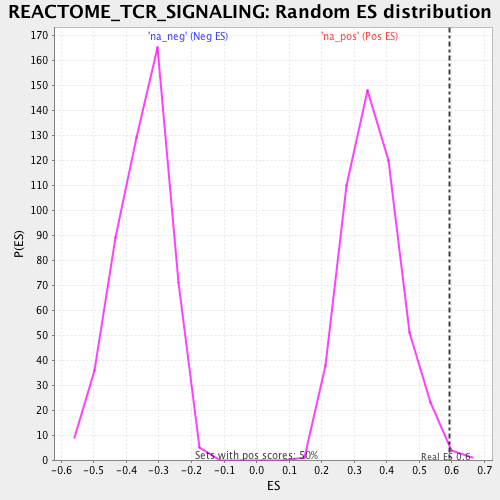 REACTOME_TCR_SIGNALING: Random ES distribution
'na_neg' (Neg ES)
'na_pos' (Pos ES)
170
160
150
140
130
120
110
100
90
80
70
60
50
40
30
20
10
0
P(ES)
Sets with pos scores: 50%
Real ES 0.6
-0.6 -0.5 -0.4 -0.3 -0.2 -0.1 0.0 0.1 0.2 0.3 0.4 0.5 0.6 0.7
ES